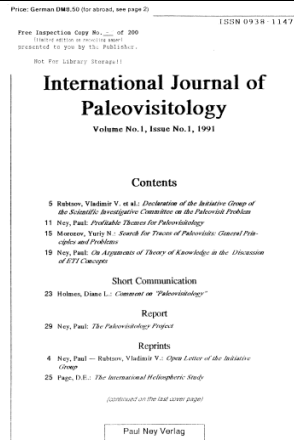 Price: German DM8,50 (for abroad, see page 2)
ISSN 0938-1147
Free Inspection Copy No. of 200
(limited edition on recycling paper)
presented to you by th Publisher.
Not For Library Storage!!
International Journal of
Paleovisitology
Volume No.1, Issue No.1, 1991
Contents
5 Rubtsov, Vladimir V. et al.: Declaration of the Initiative Group of
the Scientific Investigative Committee on the Paleovisit Problem
11 Ney, Paul: Profitable Themes for Paleovisitology
15 Morozov, Yuriy N.: Search for Traces of Paleovisits: General Prin-
ciples and Problems
19 Ney, Paul: On Arguments of Theory of Knowledge in the Discussion
of ETI Concepts
Short Communication
23 Holmes, Diane L.: Comment on "Paleovisitology"
Report
29 Ney, Paul: The Paleovisitology Project
Reprints
4 Ney, Paul — Rubtsov, Vladimir V.: Open Letter of the Initiative
Group
25 Page, D.E.: The International Heliospheric Study
(continued on the last cover page)
Paul Ney Verlag